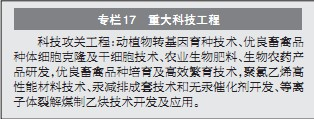 专栏17　重大科技工程
科技攻关工程：动植物转基因育种技术、优良畜禽品
种体细胞克隆及干细胞技术、农业生物肥料、生物农药产
品研发，优良畜禽品种培育及高效繁育技术，聚氯乙烯高
性能材料技术、汞减排成套技术和无汞催化剂开发、等离
子体裂解煤制乙炔技术开发及应用。